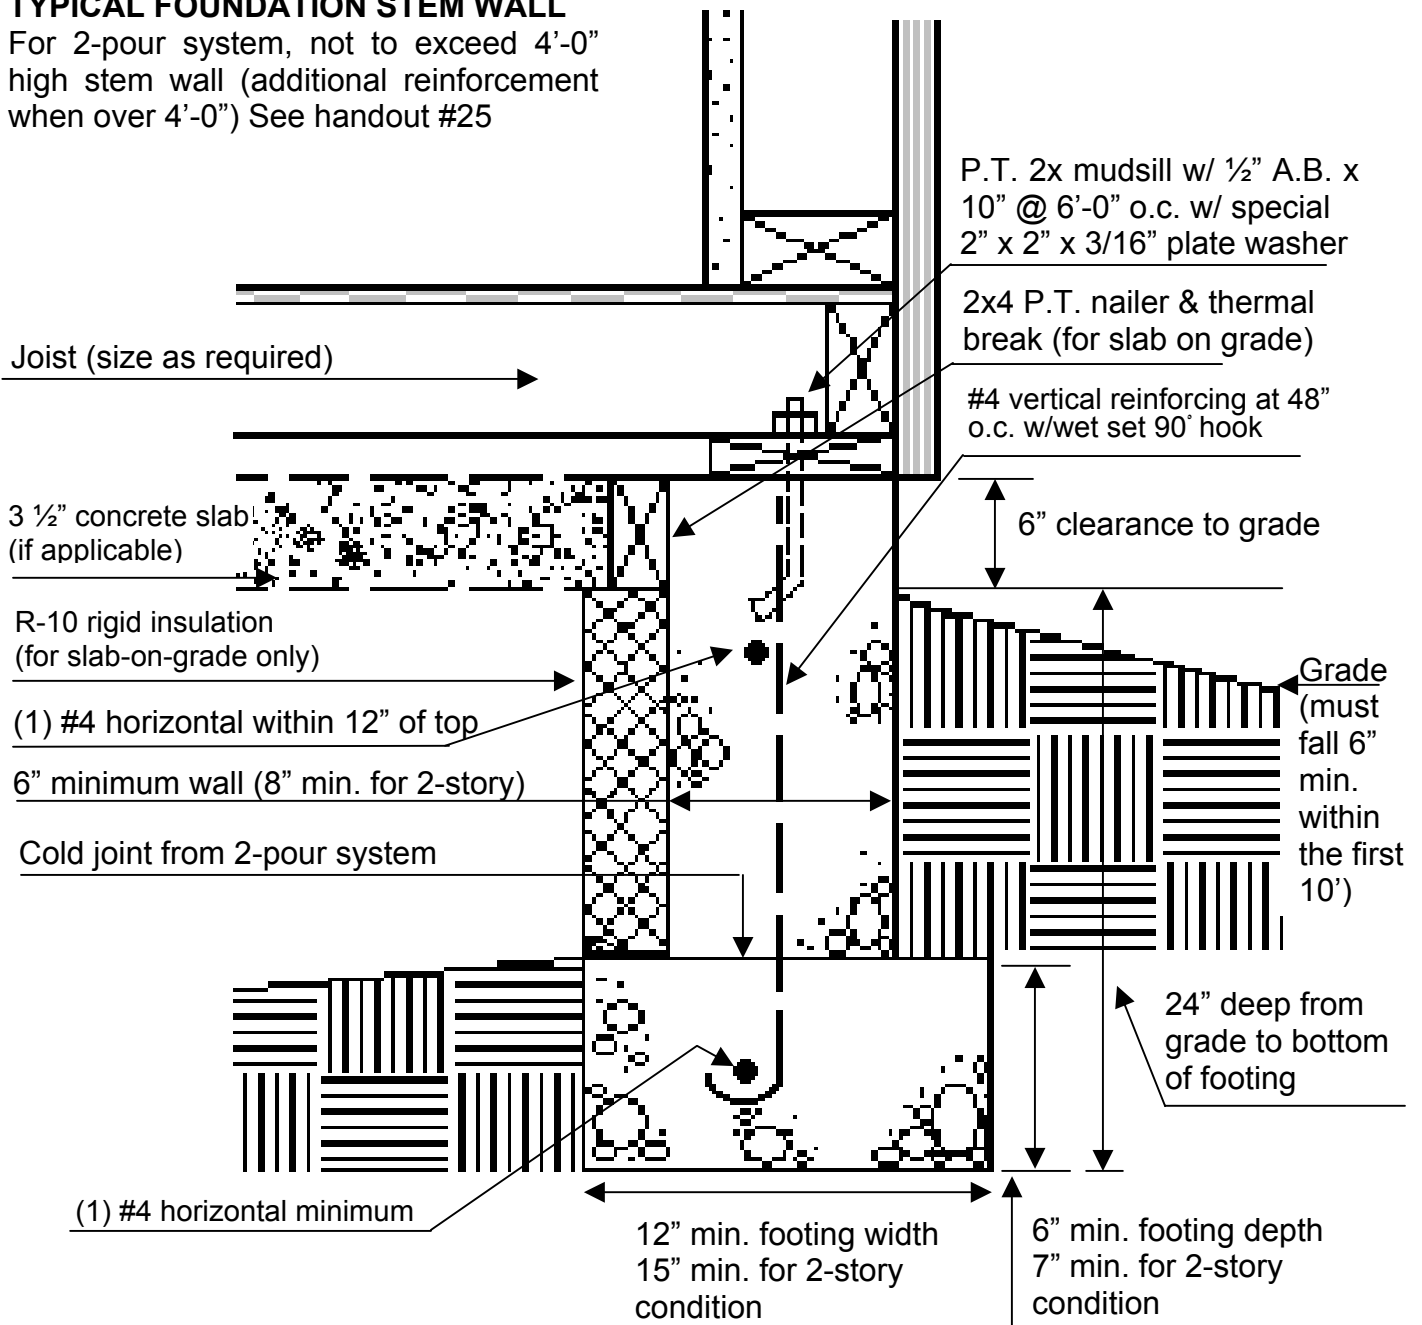 TYPICAL FOUNDATION STEM WALL
For 2-pour system, not to exceed 4’-0”
high stem wall (additional reinforcement
when over 4’-0”) See handout #25
P.T. 2x mudsill w/ ½” A.B. x
10” @ 6’-0” o.c. w/ special
2” x 2” x 3/16” plate washer
2x4 P.T. nailer & thermal
break (for slab on grade)
Joist (size as required)
#4 vertical reinforcing at 48”
o.c. w/wet set 90° hook
3 ½” concrete slab
(if applicable)
6” clearance to grade
R-10 rigid insulation
(for slab-on-grade only)
(1) #4 horizontal within 12” of top
6” minimum wall (8” min. for 2-story)
Cold joint from 2-pour system
Grade
(must
fall 6”
min.
within
the first
10’)
24” deep from
grade to bottom
of footing
(1) #4 horizontal minimum
12” min. footing width
15” min. for 2-story
condition
6” min. footing depth
7” min. for 2-story
condition